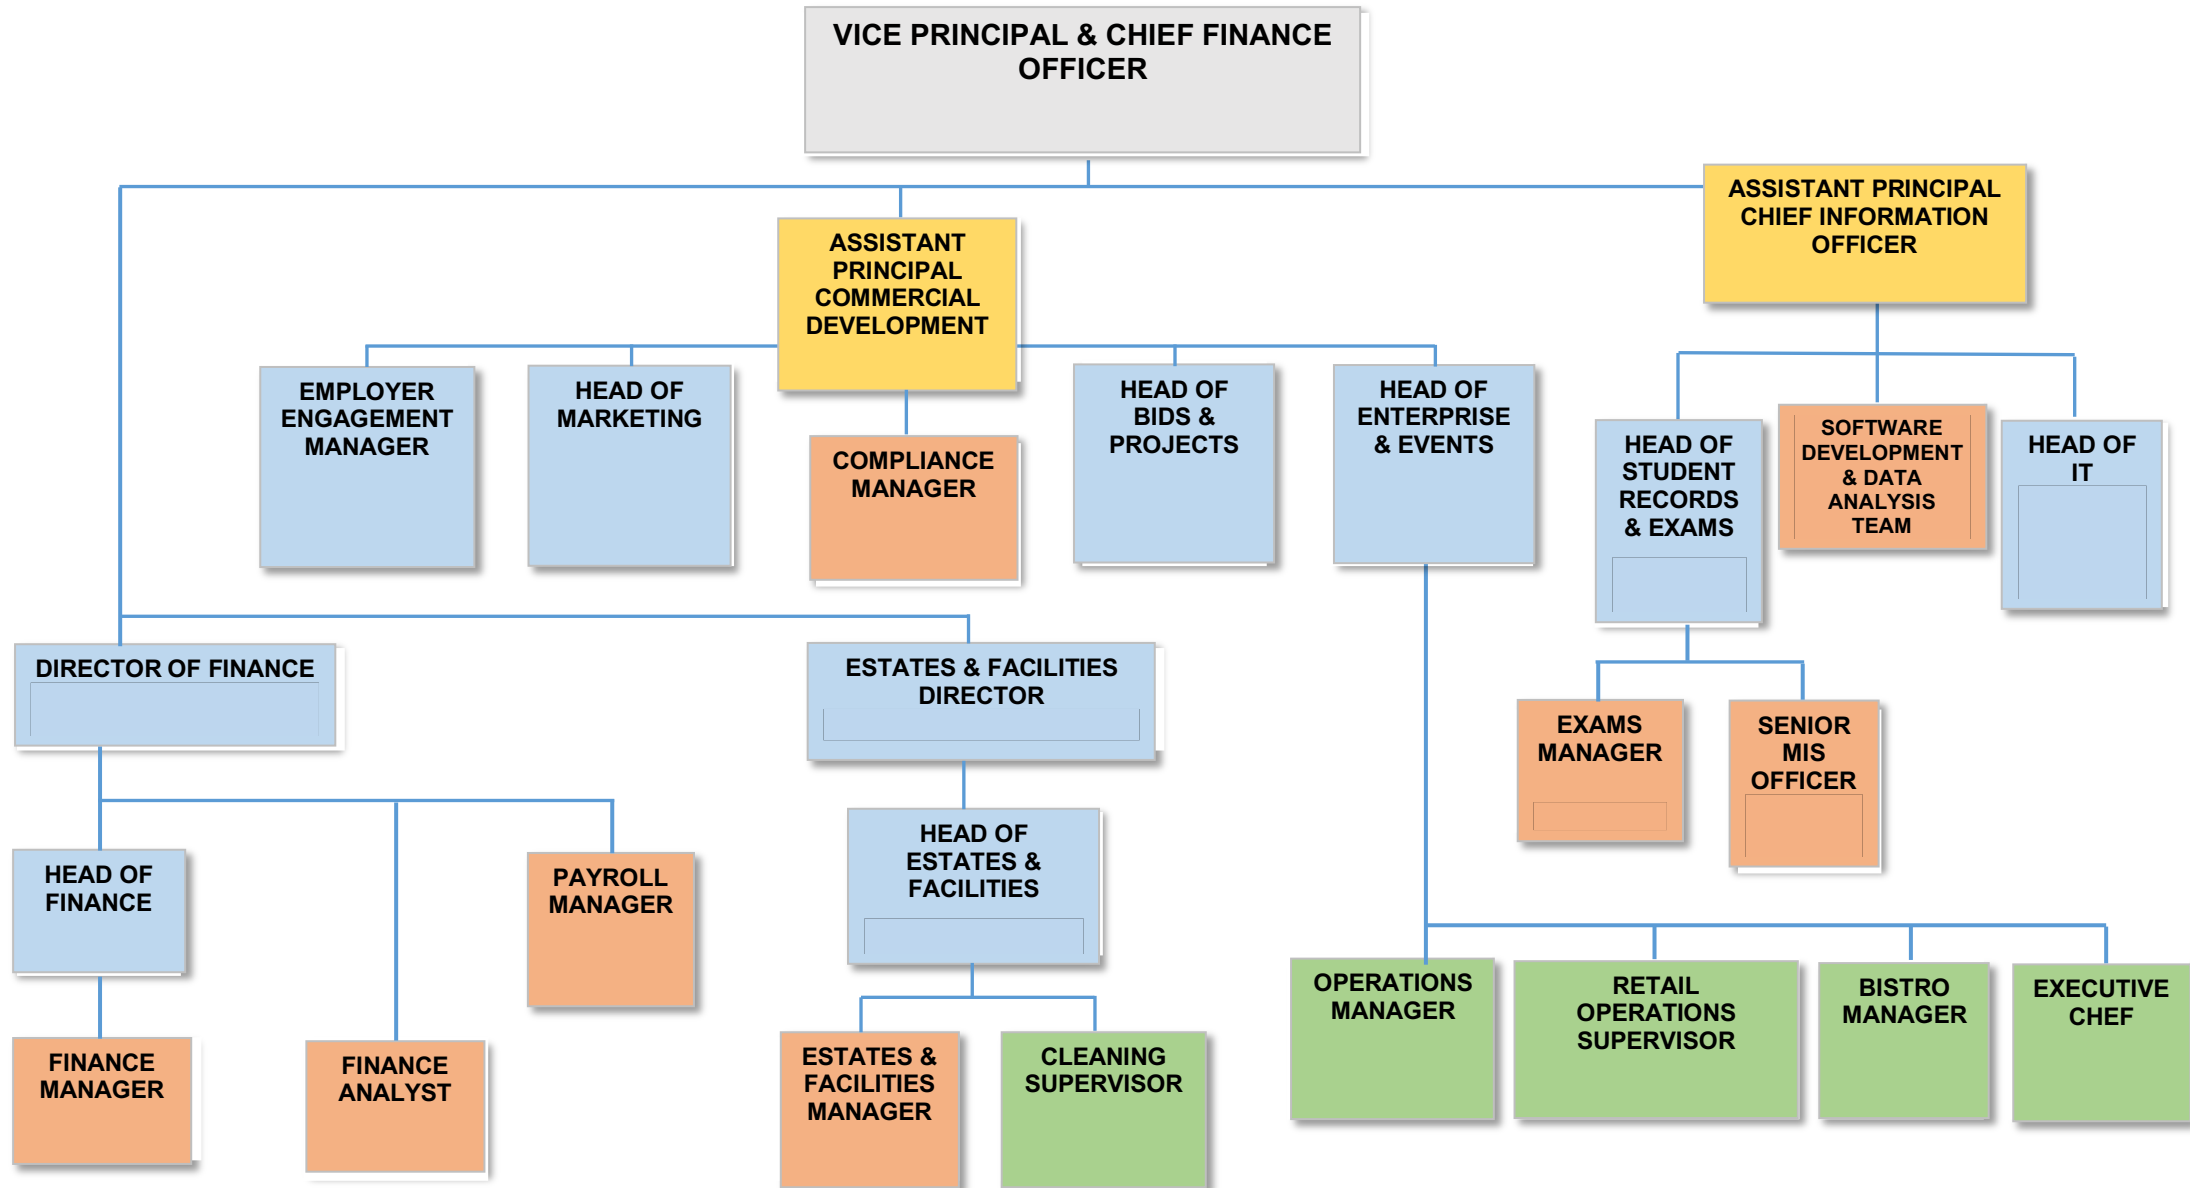 VICE PRINCIPAL & CHIEF FINANCE
OFFICER
ASSISTANT PRINCIPAL
CHIEF INFORMATION
OFFICER
ASSISTANT
PRINCIPAL
COMMERCIAL
DEVELOPMENT
EMPLOYER
ENGAGEMENT
MANAGER
HEAD OF
MARKETING
COMPLIANCE
MANAGER
HEAD OF
BIDS &
PROJECTS
HEAD OF
ENTERPRISE
& EVENTS
HEAD OF
STUDENT
RECORDS
& EXAMS
SOFTWARE
DEVELOPMENT
& DATA
ANALYSIS
TEAM
HEAD OF
IT
DIRECTOR OF FINANCE
ESTATES & FACILITIES
DIRECTOR
EXAMS
MANAGER
SENIOR
MIS
OFFICER
HEAD OF
FINANCE
PAYROLL
MANAGER
HEAD OF
ESTATES &
FACILITIES
OPERATIONS
MANAGER
RETAIL
OPERATIONS
SUPERVISOR
BISTRO
MANAGER
EXECUTIVE
CHEF
FINANCE
MANAGER
FINANCE
ANALYST
ESTATES &
FACILITIES
MANAGER
CLEANING
SUPERVISOR